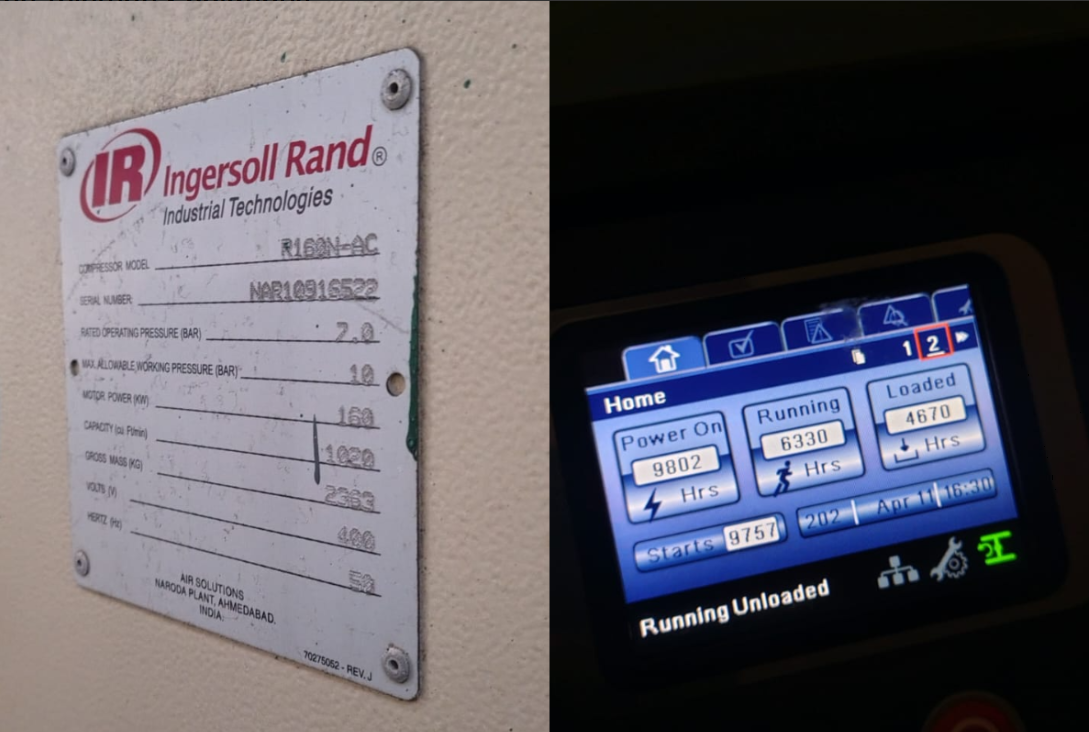 IR Ingersoll Rand®
Industrial Technologies
COMPRESSOR MODEL R160N-AC
SERIAL NUMBER: NAR10916522
RATED OPERATING PRESSURE (BAR) 7.0
MAX. ALLOWABLE WORKING PRESSURE (BAR) 10
MOTOR POWER (KW) 160
CAPACITY (cu. Ft/min) 1020
GROSS MASS (KG) 2363
VOLTS (V) 400
HERTZ (Hz) 50
AIR SOLUTIONS
NARODA PLANT, AHMEDABAD.
INDIA.
70275062 - REV. J
1 2
Home
Power On
9802
Hrs
Running
6330
Hrs
Loaded
4670
Hrs
Starts 9757
202 Apr 11 16:30
Running Unloaded